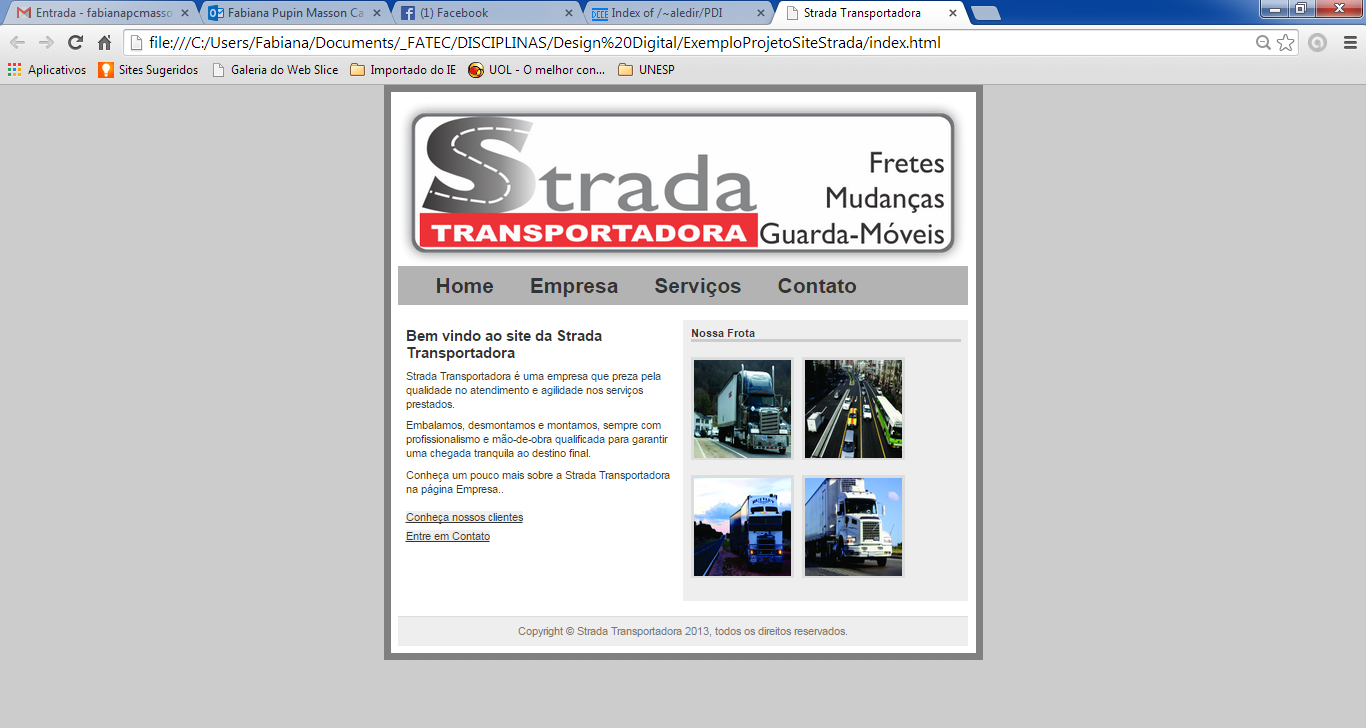 Entrada - fabianapcmasso
Fabiana Pupin Masson Ca
(1) Facebook
Index of /~aledir/PDI
Strada Transportadora
file:///C:/Users/Fabiana/Documents/_FATEC/DISCIPLINAS/Design%20Digital/ExemploProjetoSiteStrada/index.html
Aplicativos
Sites Sugeridos
Galeria do Web Slice
Importado do IE
UOL - O melhor con...
UNESP
Strada
TRANSPORTADORA
Fretes
Mudanças
Guarda-Móveis
Home Empresa Serviços Contato
Bem vindo ao site da Strada
Transportadora
Strada Transportadora é uma empresa que preza pela
qualidade no atendimento e agilidade nos serviços
prestados.
Embalamos, desmontamos e montamos, sempre com
profissionalismo e mão-de-obra qualificada para garantir
uma chegada tranquila ao destino final.
Conheça um pouco mais sobre a Strada Transportadora
na página Empresa..
Conheça nossos clientes
Entre em Contato
Nossa Frota
Copyright © Strada Transportadora 2013, todos os direitos reservados.